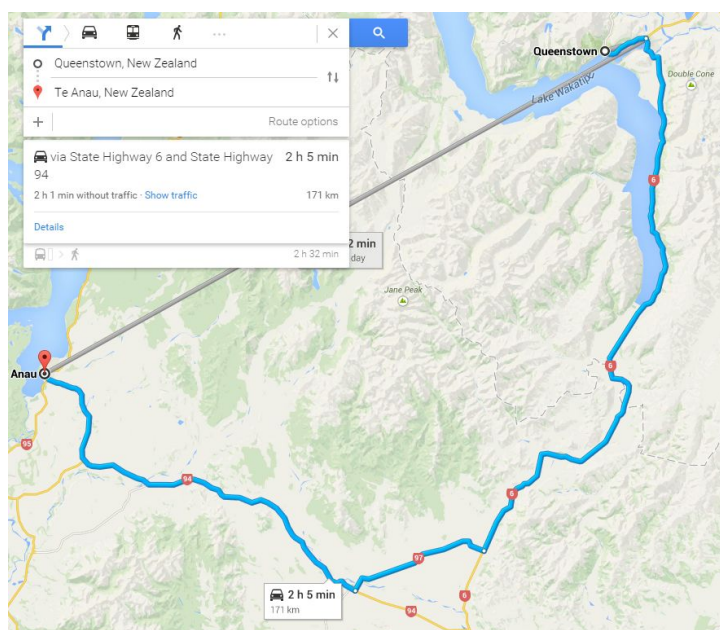 Queenstown, New Zealand
Te Anau, New Zealand
Route options
via State Highway 6 and State Highway 94
2 h 5 min
2 h 1 min without traffic · Show traffic
171 km
Details
2 h 32 min
2 min
day
Queenstown
Lake Wakatipu
Double Cone
6
Jane Peak
6
Anau
95
94
6
97
2 h 5 min
171 km
6
94